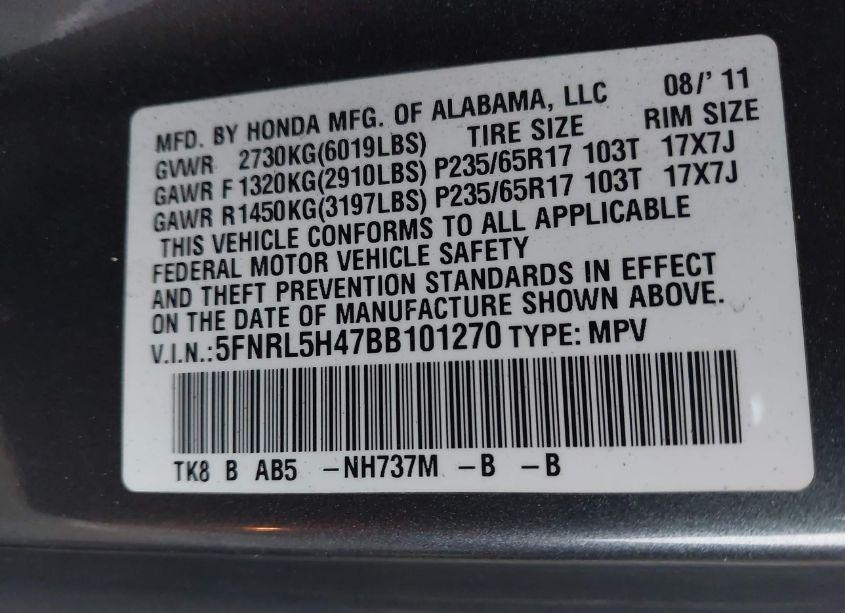 MFD. BY HONDA MFG. OF ALABAMA, LLC 08/' 11
GVWR 2730KG(6019LBS) TIRE SIZE RIM SIZE
GAWR F 1320KG(2910LBS) P235/65R17 103T 17X7J
GAWR R1450KG(3197LBS) P235/65R17 103T 17X7J
THIS VEHICLE CONFORMS TO ALL APPLICABLE
FEDERAL MOTOR VEHICLE SAFETY
AND THEFT PREVENTION STANDARDS IN EFFECT
ON THE DATE OF MANUFACTURE SHOWN ABOVE.
V.I.N.:5FNRL5H47BB101270 TYPE: MPV
TK8 B AB5 -NH737M -B -B